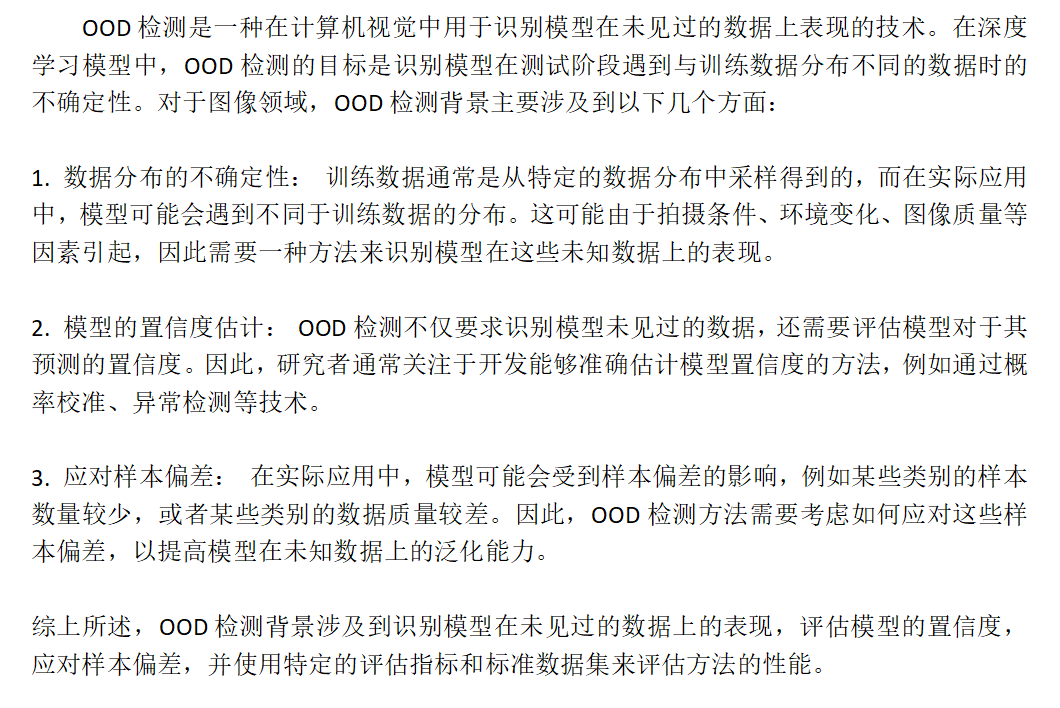 OOD 检测是一种在计算机视觉中用于识别模型在未见过的数据上表现的技术。在深度
学习模型中，OOD 检测的目标是识别模型在测试阶段遇到与训练数据分布不同的数据时的
不确定性。对于图像领域，OOD 检测背景主要涉及到以下几个方面：
1. 数据分布的不确定性： 训练数据通常是从特定的数据分布中采样得到的，而在实际应用
中，模型可能会遇到不同于训练数据的分布。这可能由于拍摄条件、环境变化、图像质量等
因素引起，因此需要一种方法来识别模型在这些未知数据上的表现。
2. 模型的置信度估计： OOD 检测不仅要求识别模型未见过的数据，还需要评估模型对于其
预测的置信度。因此，研究者通常关注于开发能够准确估计模型置信度的方法，例如通过概
率校准、异常检测等技术。
3. 应对样本偏差： 在实际应用中，模型可能会受到样本偏差的影响，例如某些类别的样本
数量较少，或者某些类别的数据质量较差。因此，OOD 检测方法需要考虑如何应对这些样
本偏差，以提高模型在未知数据上的泛化能力。
综上所述，OOD 检测背景涉及到识别模型在未见过的数据上的表现，评估模型的置信度，
应对样本偏差，并使用特定的评估指标和标准数据集来评估方法的性能。